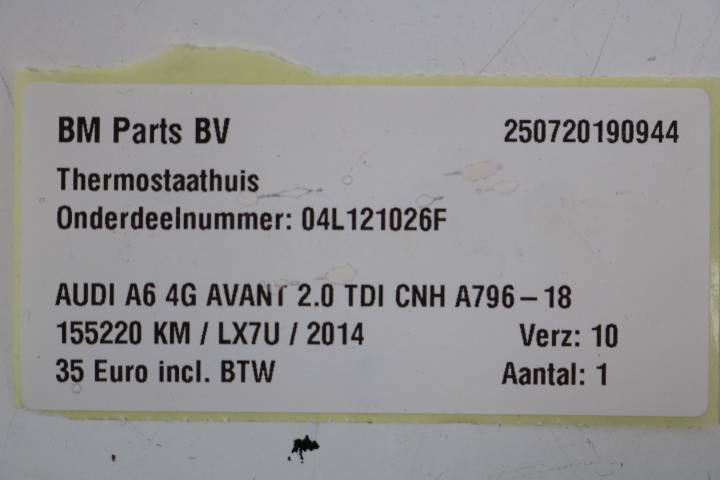 BM Parts BV 250720190944
Thermostaathuis
Onderdeelnummer: 04L121026F
AUDI A6 4G AVANT 2.0 TDI CNH A796-18
155220 KM / LX7U / 2014 Verz: 10
35 Euro incl. BTW Aantal: 1